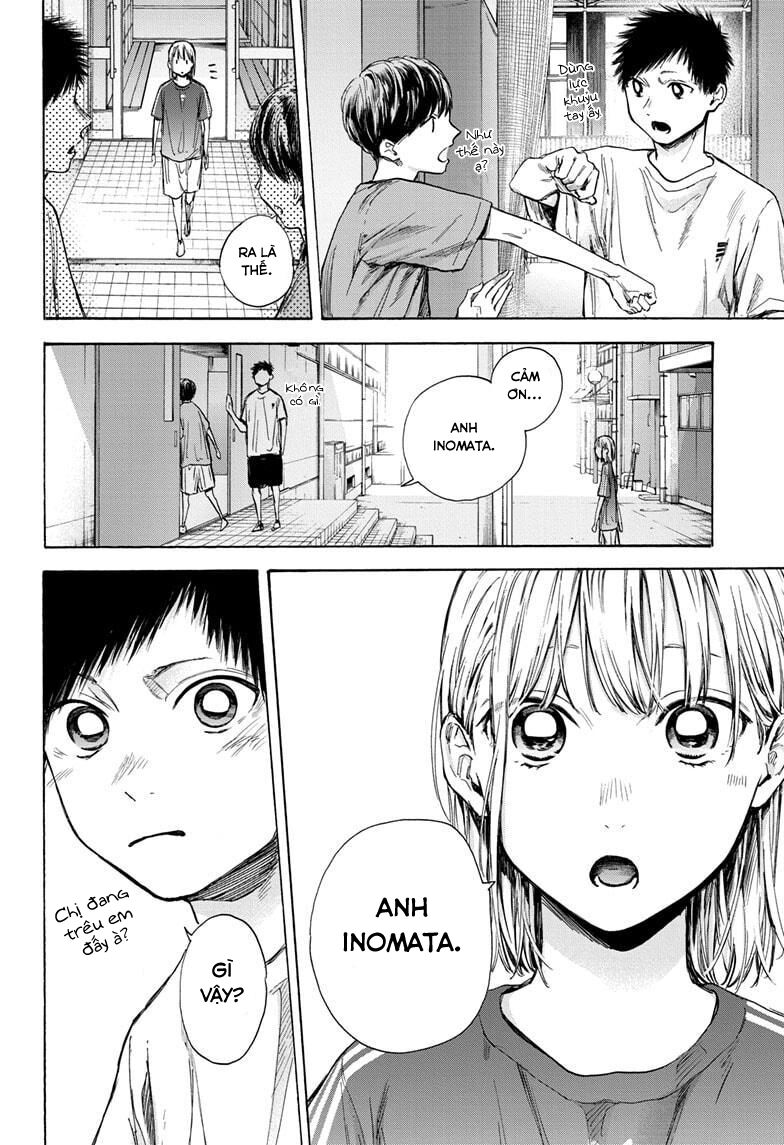 Dùng
lực
khuỷu
tay ấy.
Như
thế này
ạ?
RA LÀ
THẾ.
CẢM
ƠN...
ANH
INOMATA.
Không
có gì.
ANH
INOMATA.
GÌ
VẬY?
Chị đang
trêu em
đấy à?